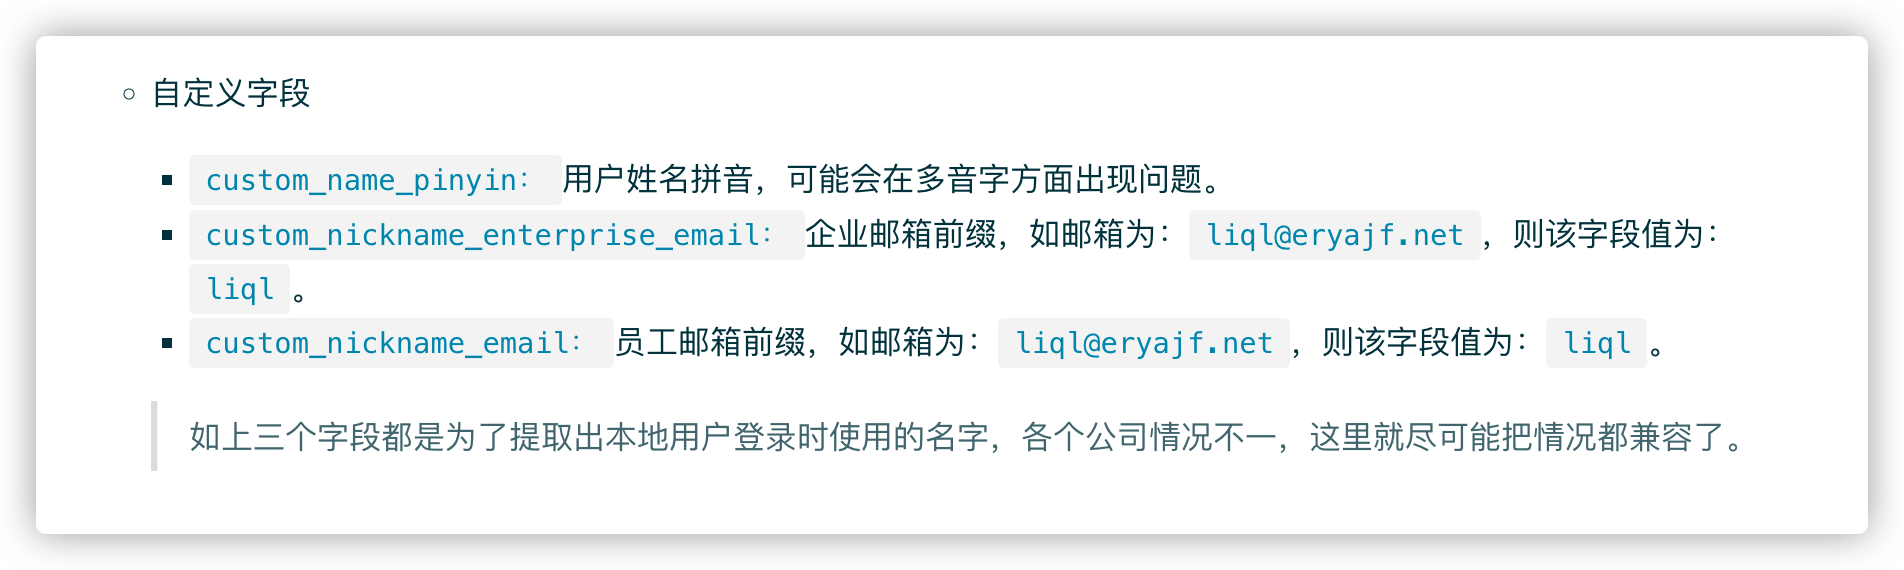 自定义字段
custom_name_pinyin： 用户姓名拼音，可能会在多音字方面出现问题。
custom_nickname_enterprise_email： 企业邮箱前缀，如邮箱为： liql@eryajf.net ，则该字段值为：
liql 。
custom_nickname_email： 员工邮箱前缀，如邮箱为： liql@eryajf.net ，则该字段值为： liql 。
如上三个字段都是为了提取出本地用户登录时使用的名字，各个公司情况不一，这里就尽可能把情况都兼容了。